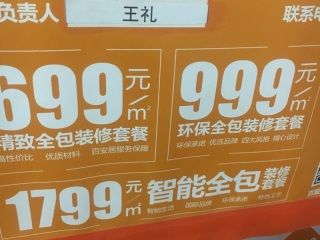 负责人
王礼
联系电
699元/m²
精致全包装修套餐
高性价比 优质材料 百安居服务保障
999元/m²
环保全包装修套餐
环保承诺 优选品牌 四大风格 精心设计
1799元/m² 智能全包装修套餐
智能生活 国际品牌 环保承诺